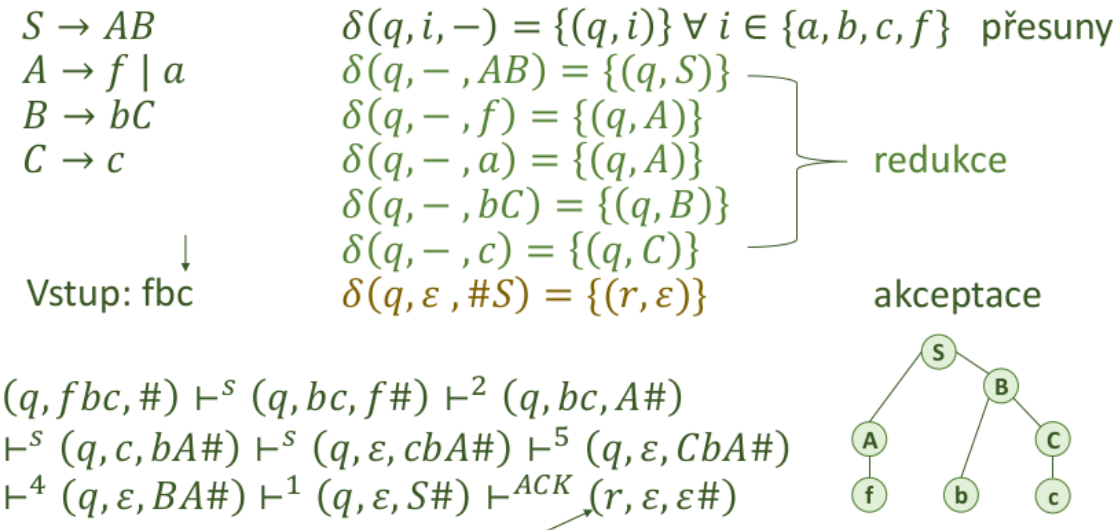 S → AB δ(q, i, −) = {(q, i)} ∀ i ∈ {a, b, c, f} přesuny
A → f | a δ(q, − , AB) = {(q, S)}
B → bC δ(q, − , f) = {(q, A)}
C → c δ(q, − , a) = {(q, A)} redukce
δ(q, − , bC) = {(q, B)}
δ(q, − , c) = {(q, C)}
Vstup: fbc δ(q, ε , #S) = {(r, ε)} akceptace
(q, fbc, #) ⊢ˢ (q, bc, f#) ⊢² (q, bc, A#)
⊢ˢ (q, c, bA#) ⊢ˢ (q, ε, cbA#) ⊢⁵ (q, ε, CbA#)
⊢⁴ (q, ε, BA#) ⊢¹ (q, ε, S#) ⊢^ACK (r, ε, ε#)
S
B
A C
f b c